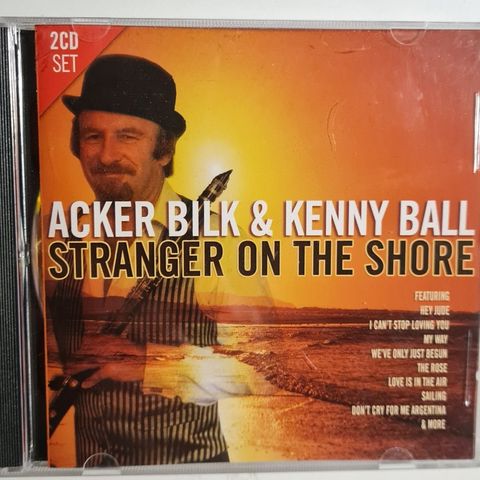 2CD
SET
ACKER BILK & KENNY BALL
STRANGER ON THE SHORE
FEATURING
HEY JUDE
I CAN'T STOP LOVING YOU
MY WAY
WE'VE ONLY JUST BEGUN
THE ROSE
LOVE IS IN THE AIR
SAILING
DON'T CRY FOR ME ARGENTINA
& MORE